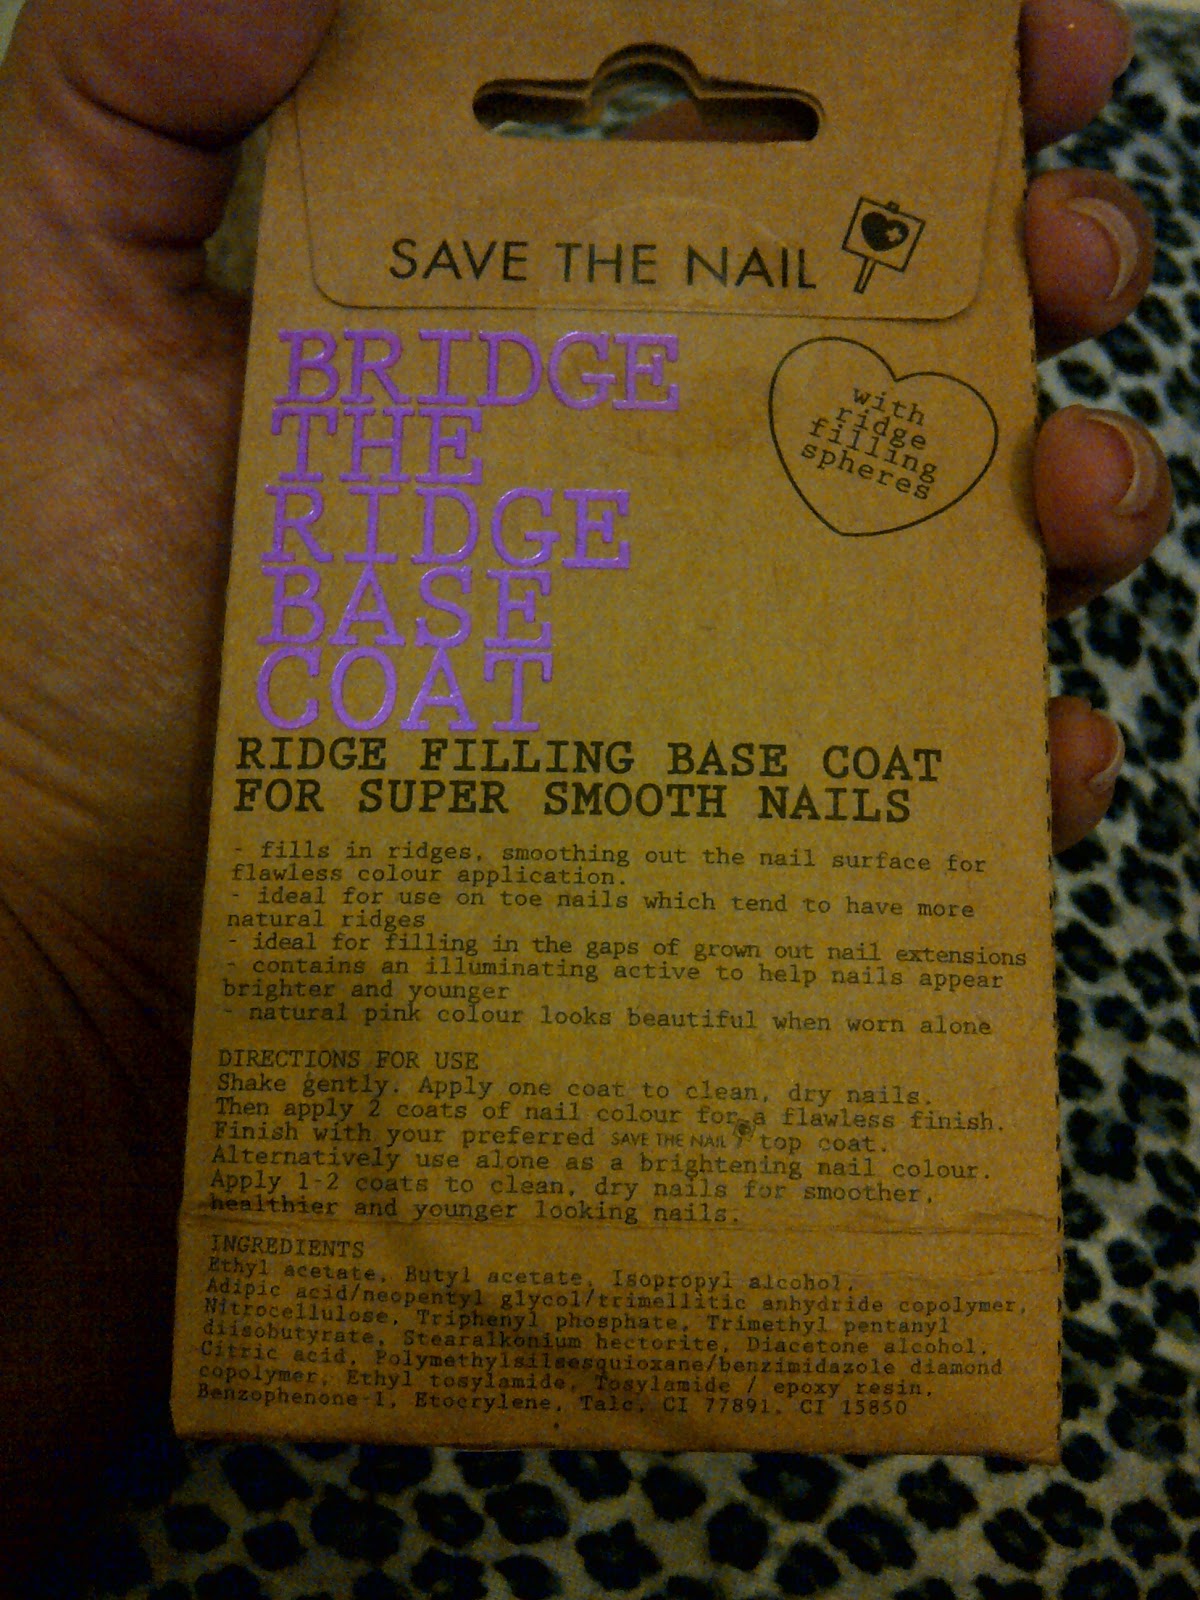 SAVE THE NAIL
BRIDGE
THE
RIDGE
BASE
COAT
with
ridge
filling
spheres
RIDGE FILLING BASE COAT
FOR SUPER SMOOTH NAILS
- fills in ridges, smoothing out the nail surface for
flawless colour application.
- ideal for use on toe nails which tend to have more
natural ridges
- ideal for filling in the gaps of grown out nail extensions
- contains an illuminating active to help nails appear
brighter and younger
- natural pink colour looks beautiful when worn alone
DIRECTIONS FOR USE
Shake gently. Apply one coat to clean, dry nails.
Then apply 2 coats of nail colour for a flawless finish.
Finish with your preferred SAVE THE NAIL top coat.
Alternatively use alone as a brightening nail colour.
Apply 1-2 coats to clean, dry nails for smoother,
healthier and younger looking nails.
INGREDIENTS
Ethyl acetate, Butyl acetate, Isopropyl alcohol,
Adipic acid/neopentyl glycol/trimellitic anhydride copolymer,
Nitrocellulose, Triphenyl phosphate, Trimethyl pentanyl
diisobutyrate, Stearalkonium hectorite, Diacetone alcohol,
Citric acid, Polymethylsilsesquioxane/benzimidazole diamond
copolymer, Ethyl tosylamide, Tosylamide / epoxy resin,
Benzophenone-1, Etocrylene, Talc, CI 77891, CI 15850